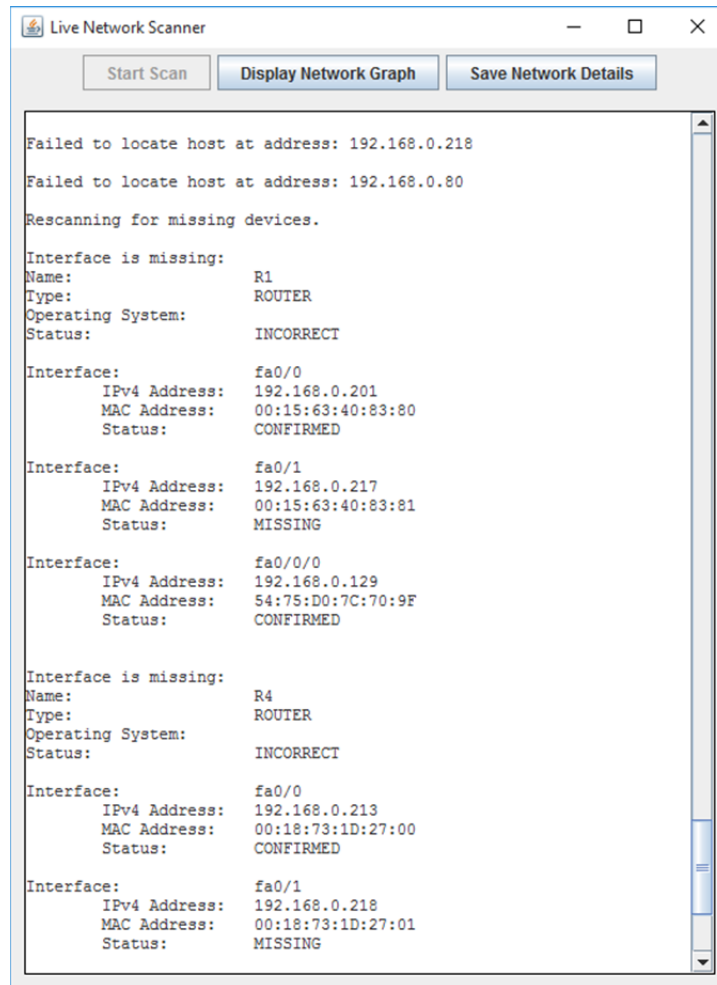 Live Network Scanner
Start Scan Display Network Graph Save Network Details
Failed to locate host at address: 192.168.0.218
Failed to locate host at address: 192.168.0.80
Rescanning for missing devices.
Interface is missing:
Name: R1
Type: ROUTER
Operating System:
Status: INCORRECT
Interface: fa0/0
IPv4 Address: 192.168.0.201
MAC Address: 00:15:63:40:83:80
Status: CONFIRMED
Interface: fa0/1
IPv4 Address: 192.168.0.217
MAC Address: 00:15:63:40:83:81
Status: MISSING
Interface: fa0/0/0
IPv4 Address: 192.168.0.129
MAC Address: 54:75:D0:7C:70:9F
Status: CONFIRMED
Interface is missing:
Name: R4
Type: ROUTER
Operating System:
Status: INCORRECT
Interface: fa0/0
IPv4 Address: 192.168.0.213
MAC Address: 00:18:73:1D:27:00
Status: CONFIRMED
Interface: fa0/1
IPv4 Address: 192.168.0.218
MAC Address: 00:18:73:1D:27:01
Status: MISSING